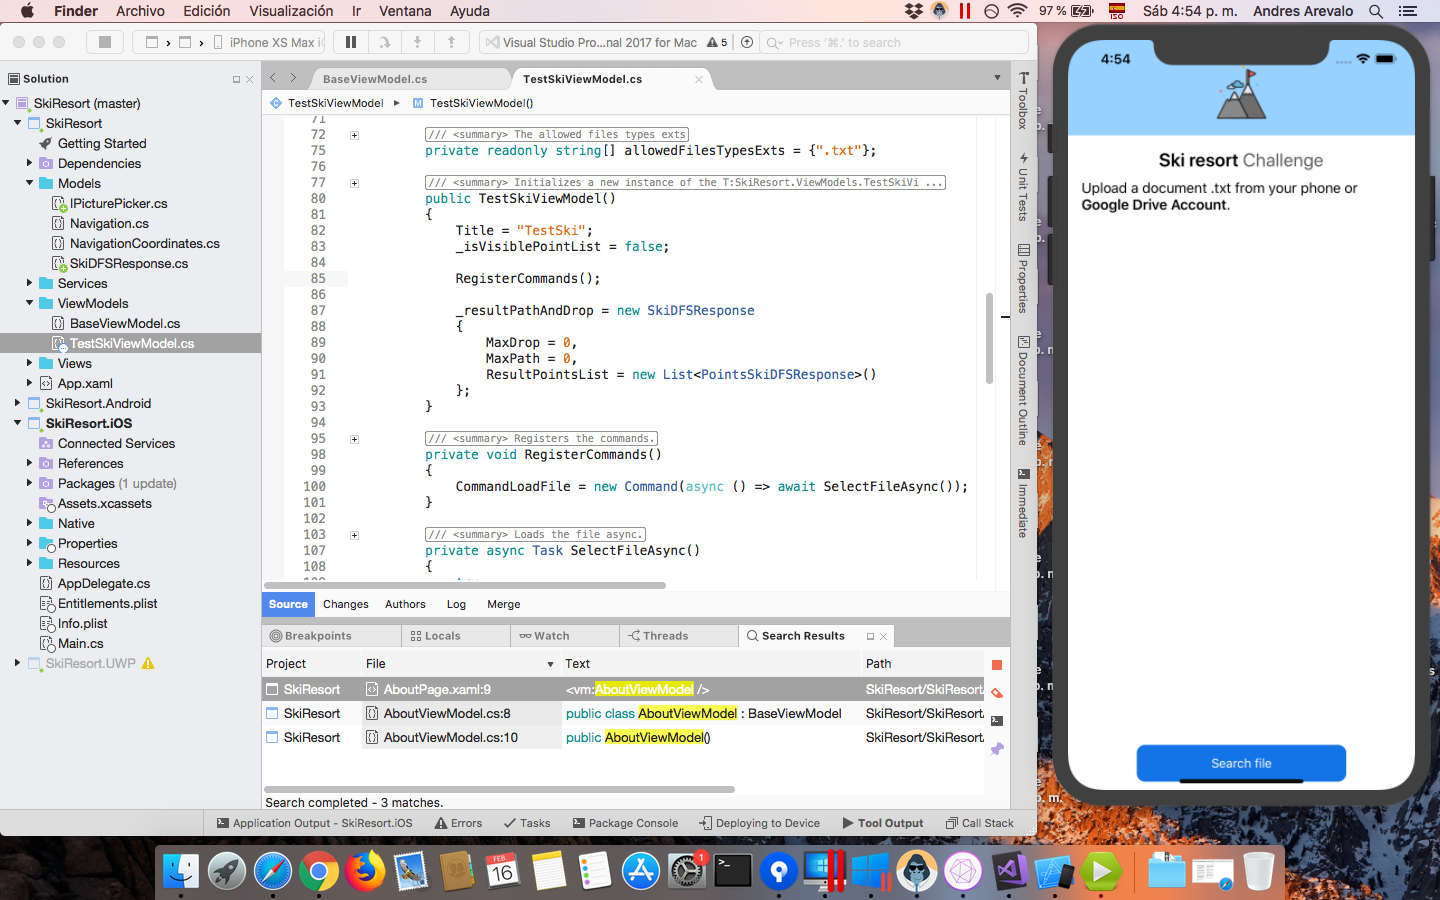 Finder Archivo Edición Visualización Ir Ventana Ayuda 97 % ISO Sáb 4:54 p. m. Andres Arevalo
iPhone XS Max i Visual Studio Pro...nal 2017 for Mac 5 Press '⌘.' to search
Solution
SkiResort (master)
SkiResort
Getting Started
Dependencies
Models
IPicturePicker.cs
Navigation.cs
NavigationCoordinates.cs
SkiDFSResponse.cs
Services
ViewModels
BaseViewModel.cs
TestSkiViewModel.cs
Views
App.xaml
SkiResort.Android
SkiResort.iOS
Connected Services
References
Packages (1 update)
Assets.xcassets
Native
Properties
Resources
AppDelegate.cs
Entitlements.plist
Info.plist
Main.cs
SkiResort.UWP
BaseViewModel.cs TestSkiViewModel.cs
TestSkiViewModel TestSkiViewModel()
71
72 /// <summary> The allowed files types exts
75 private readonly string[] allowedFilesTypesExts = {".txt"};
76
77 /// <summary> Initializes a new instance of the T:SkiResort.ViewModels.TestSkiVi ...
80 public TestSkiViewModel()
81 {
82 Title = "TestSki";
83 _isVisiblePointList = false;
84
85 RegisterCommands();
86
87 _resultPathAndDrop = new SkiDFSResponse
88 {
89 MaxDrop = 0,
90 MaxPath = 0,
91 ResultPointsList = new List<PointsSkiDFSResponse>()
92 };
93 }
94
95 /// <summary> Registers the commands.
98 private void RegisterCommands()
99 {
100 CommandLoadFile = new Command(async () => await SelectFileAsync());
101 }
102
103 /// <summary> Loads the file async.
107 private async Task SelectFileAsync()
108 {
Source Changes Authors Log Merge
Breakpoints Locals Watch Threads Search Results
Project File Text Path
SkiResort AboutPage.xaml:9 <vm:AboutViewModel /> SkiResort/SkiResort/
SkiResort AboutViewModel.cs:8 public class AboutViewModel : BaseViewModel SkiResort/SkiResort/
SkiResort AboutViewModel.cs:10 public AboutViewModel() SkiResort/SkiResort/
Search completed - 3 matches.
Application Output - SkiResort.iOS Errors Tasks Package Console Deploying to Device Tool Output Call Stack
Toolbox
Unit Tests
Properties
Document Outline
Immediate
4:54
Ski resort Challenge
Upload a document .txt from your phone or
Google Drive Account.
Search file
FEB.
16
1